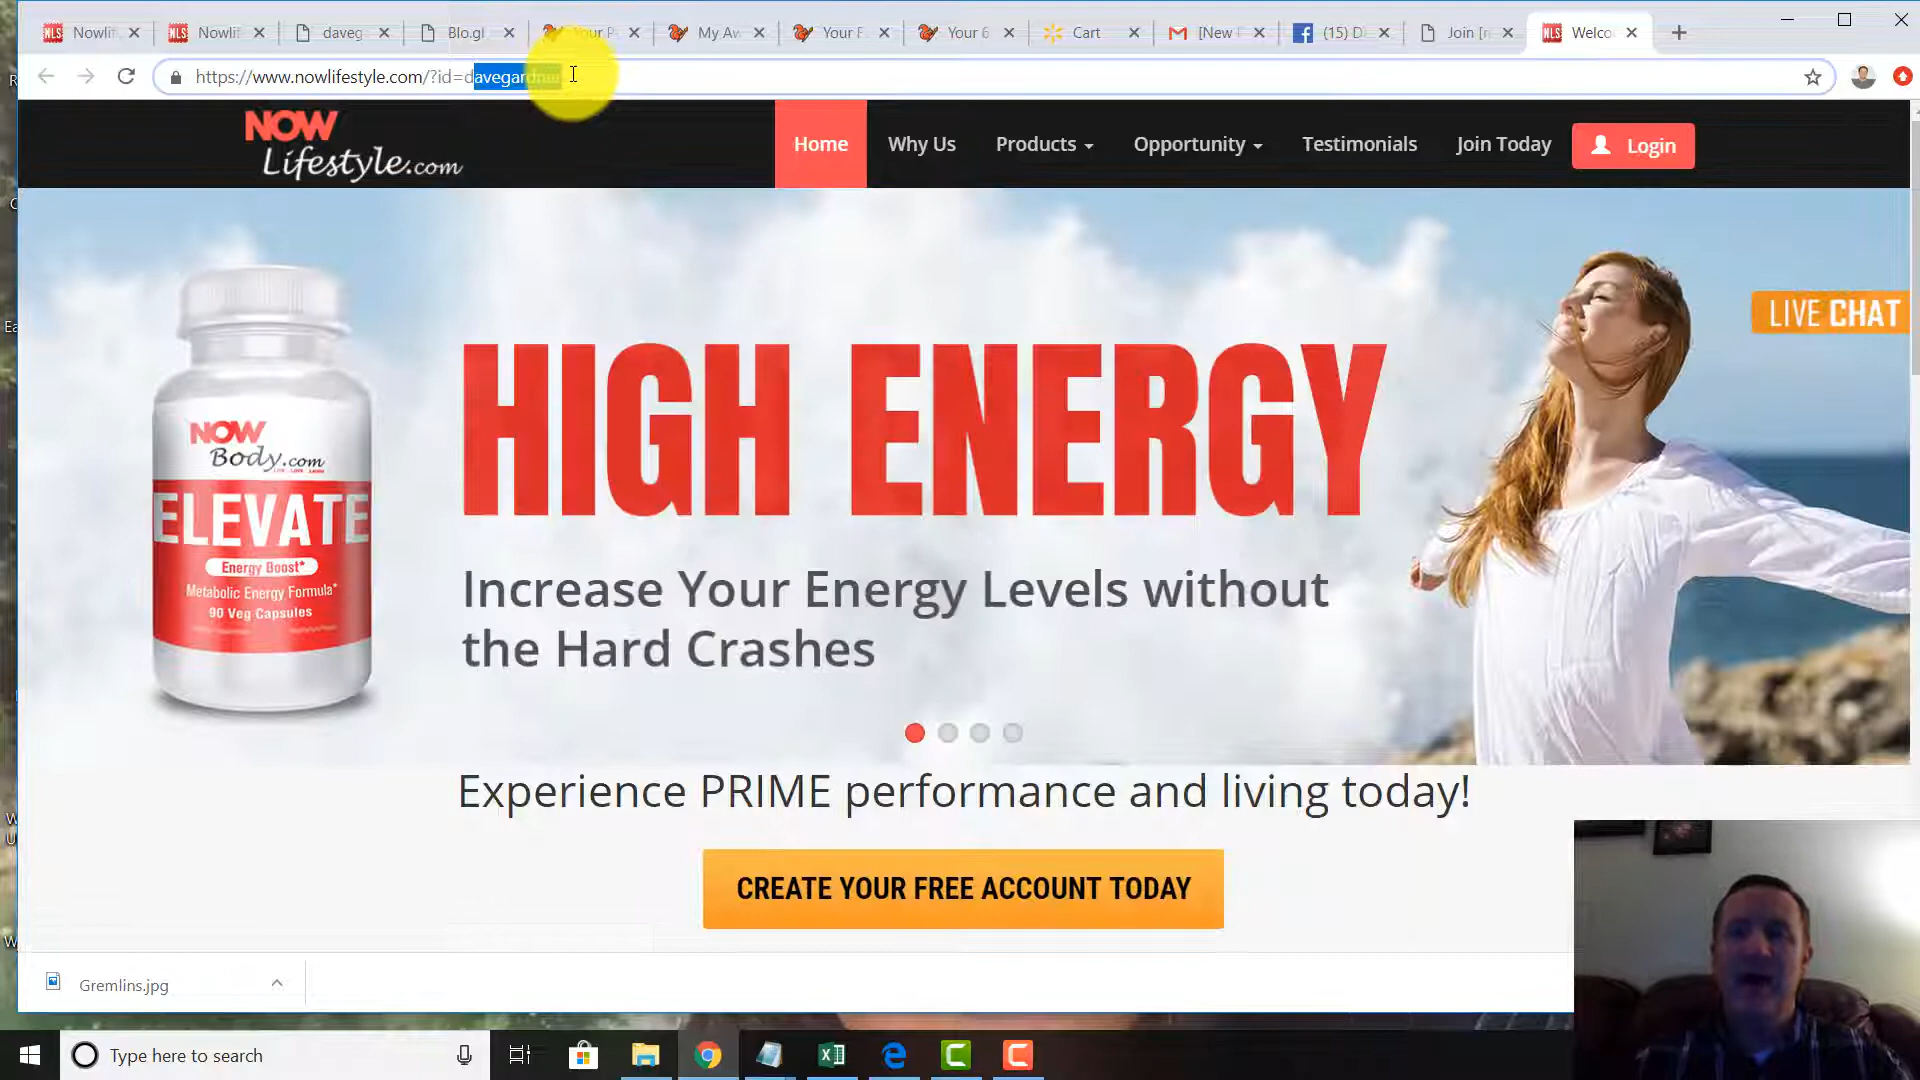 Nowlif
Nowlif
daveg
Blo.gl
Your P
My Aw
Your F
Your 6
Cart
[New
(15) D
Join [r
Welco
https://www.nowlifestyle.com/?id=davegardner
NOW
Lifestyle.com
Home
Why Us
Products
Opportunity
Testimonials
Join Today
Login
LIVE CHAT
HIGH ENERGY
Increase Your Energy Levels without
the Hard Crashes
NOW
Body.com
ELEVATE
Energy Boost*
Metabolic Energy Formula*
90 Veg Capsules
Experience PRIME performance and living today!
CREATE YOUR FREE ACCOUNT TODAY
Gremlins.jpg
Type here to search